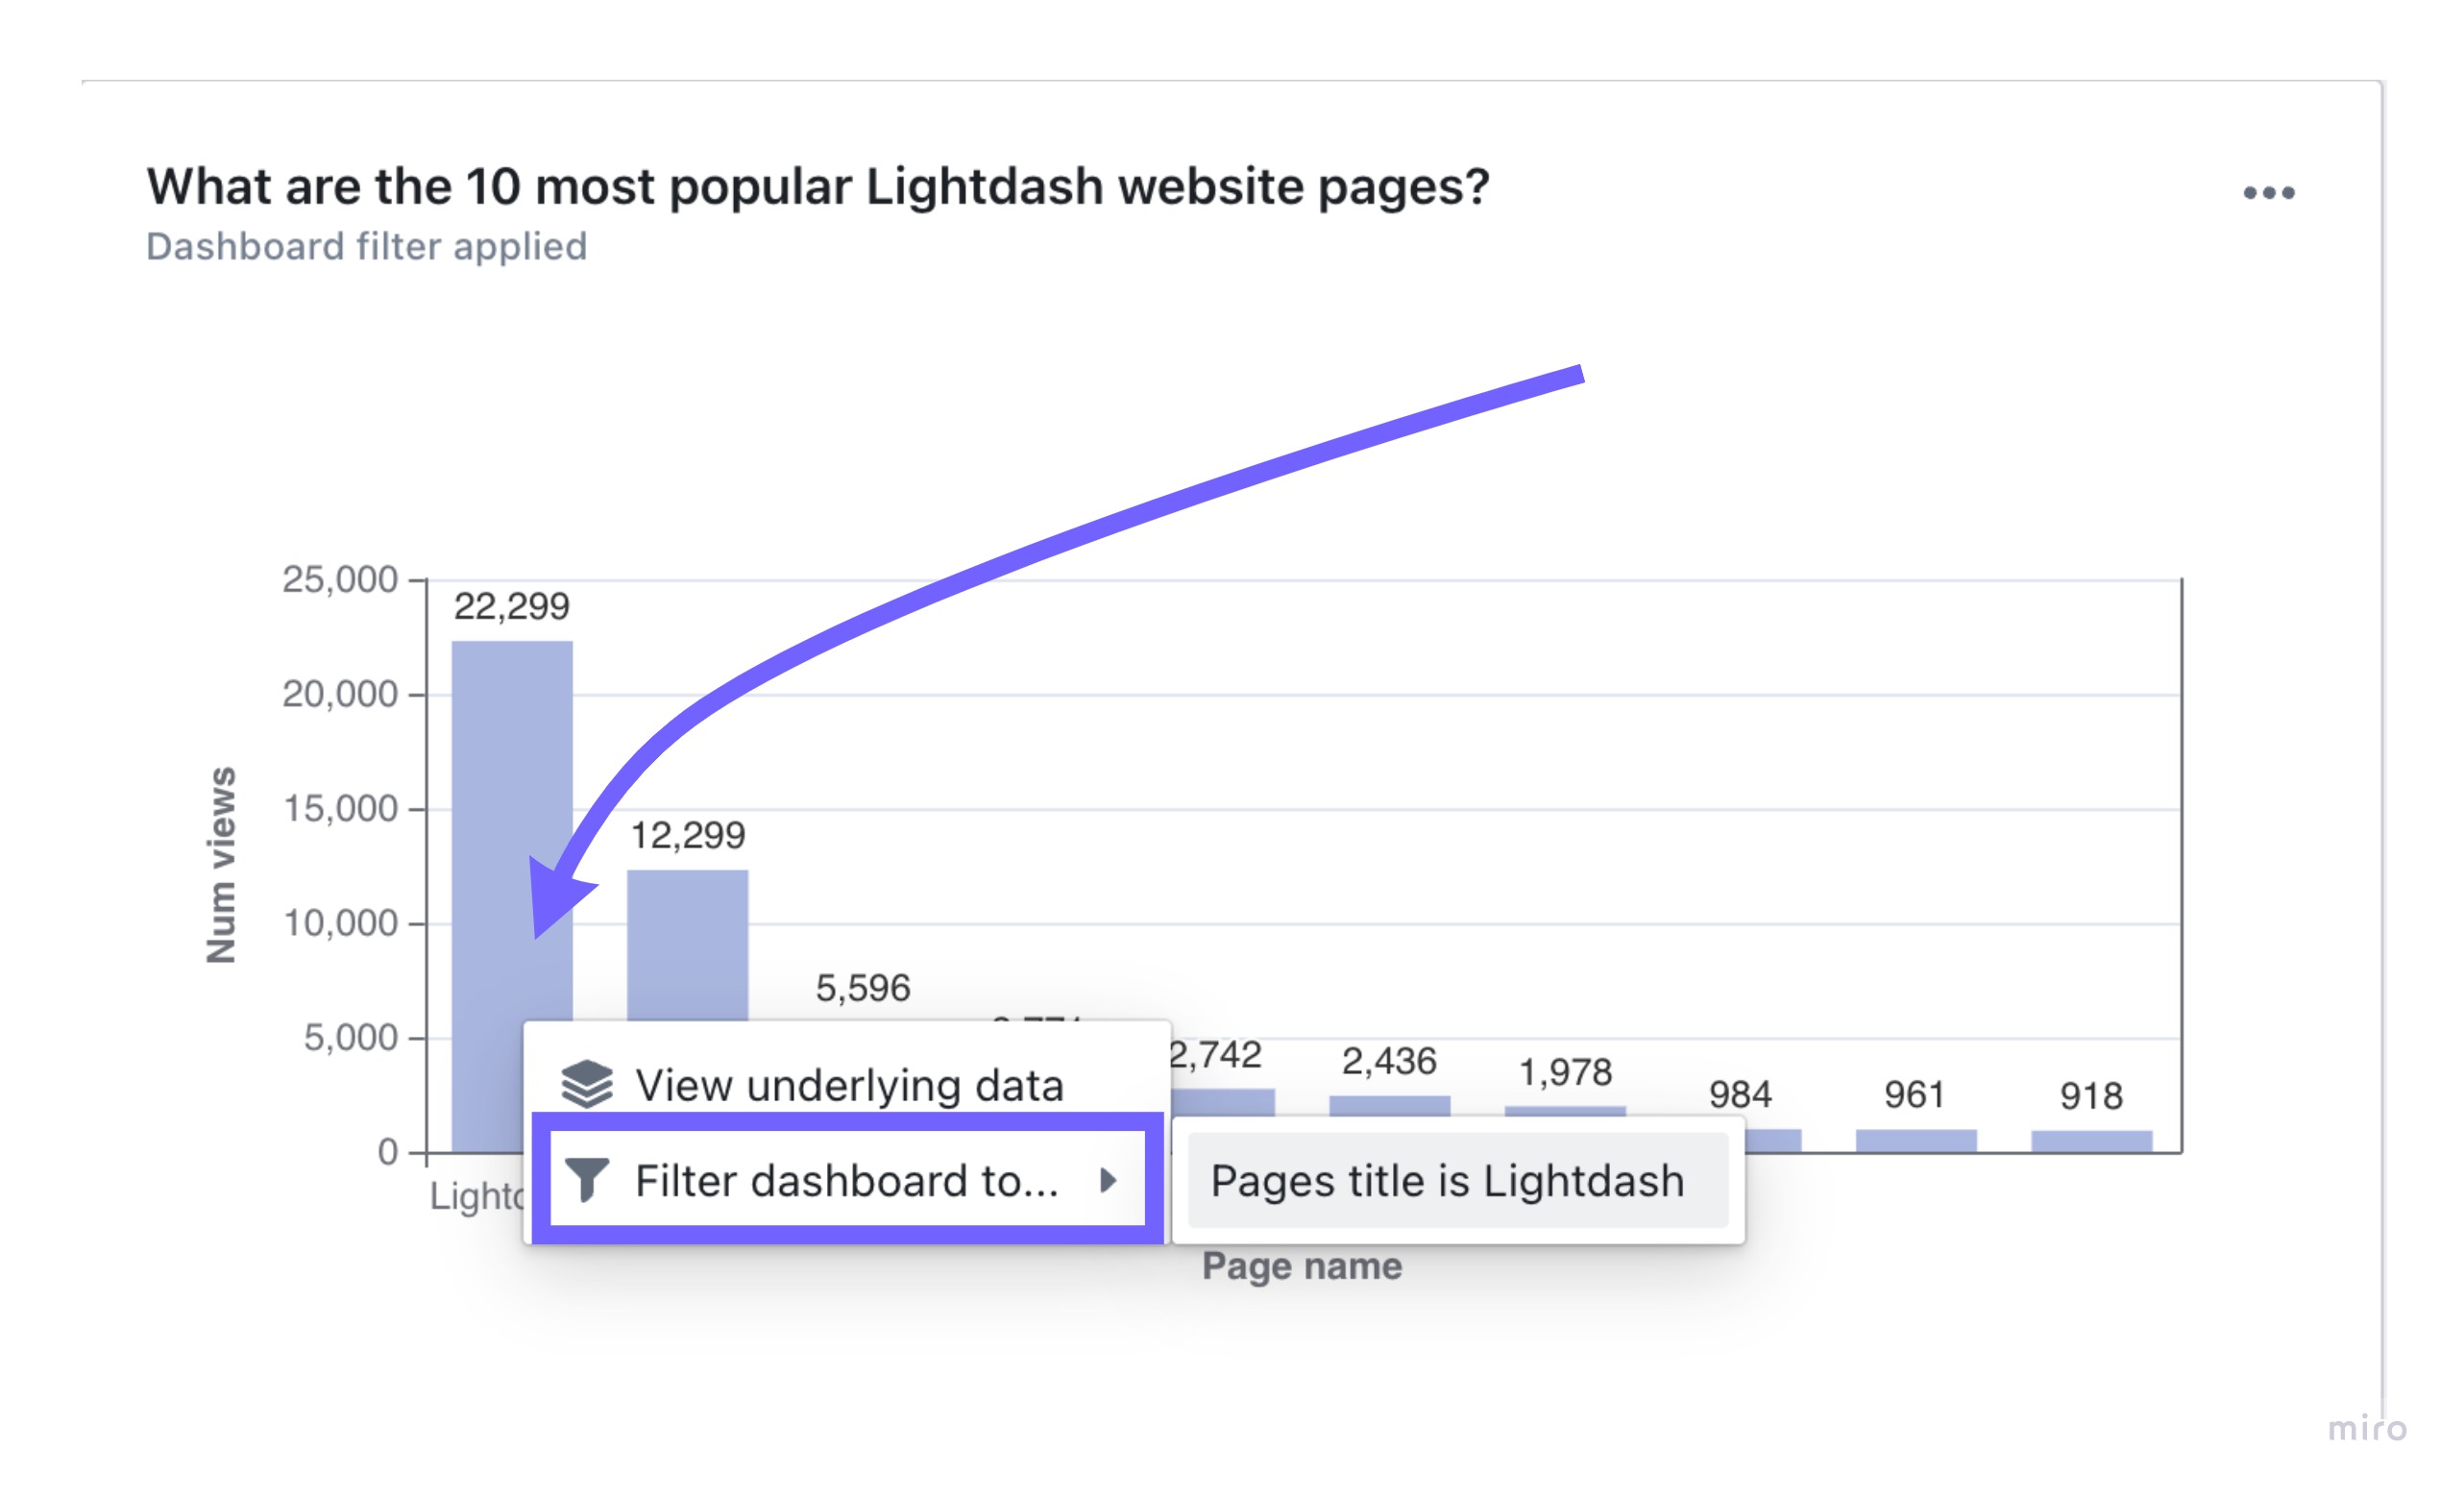 What are the 10 most popular Lightdash website pages?
Dashboard filter applied
25,000
22,299
20,000
15,000
12,299
10,000
5,596
5,000
2,742
2,436
1,978
984
961
918
0
Num views
View underlying data
Filter dashboard to...
Pages title is Lightdash
Page name
miro